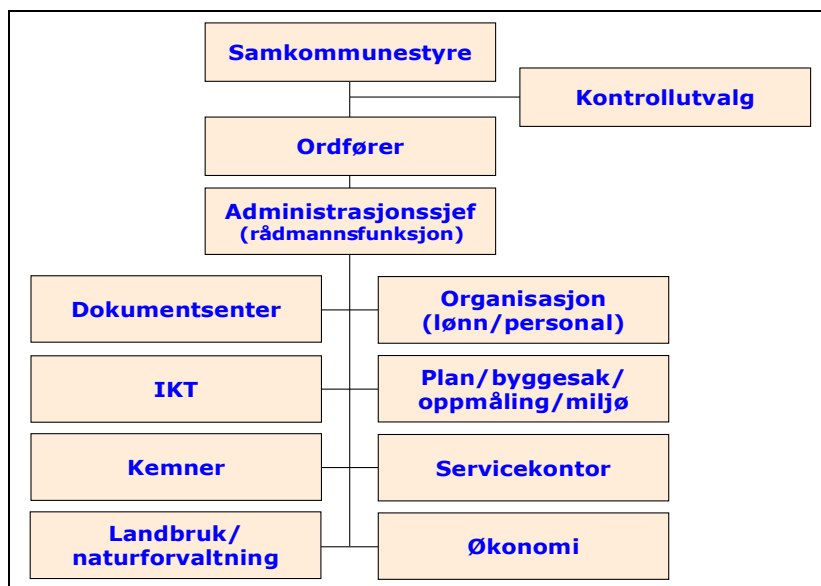 Samkommunestyre
Kontrollutvalg
Ordfører
Administrasjonssjef
(rådmannsfunksjon)
Dokumentsenter
Organisasjon
(lønn/personal)
IKT
Plan/byggesak/
oppmåling/miljø
Kemner
Servicekontor
Landbruk/
naturforvaltning
Økonomi